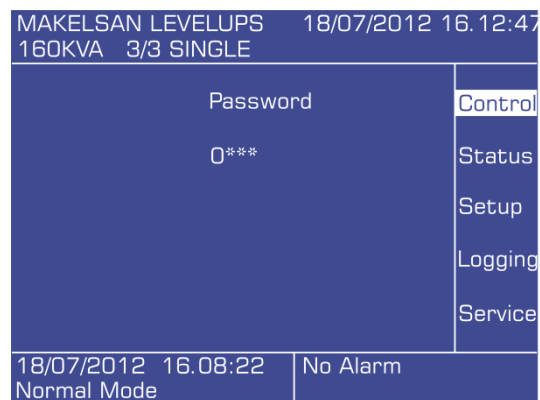 MAKELSAN LEVELUPS 18/07/2012 16.12:47
160KVA 3/3 SINGLE
Password
0***
Control
Status
Setup
Logging
Service
18/07/2012 16.08:22 No Alarm
Normal Mode